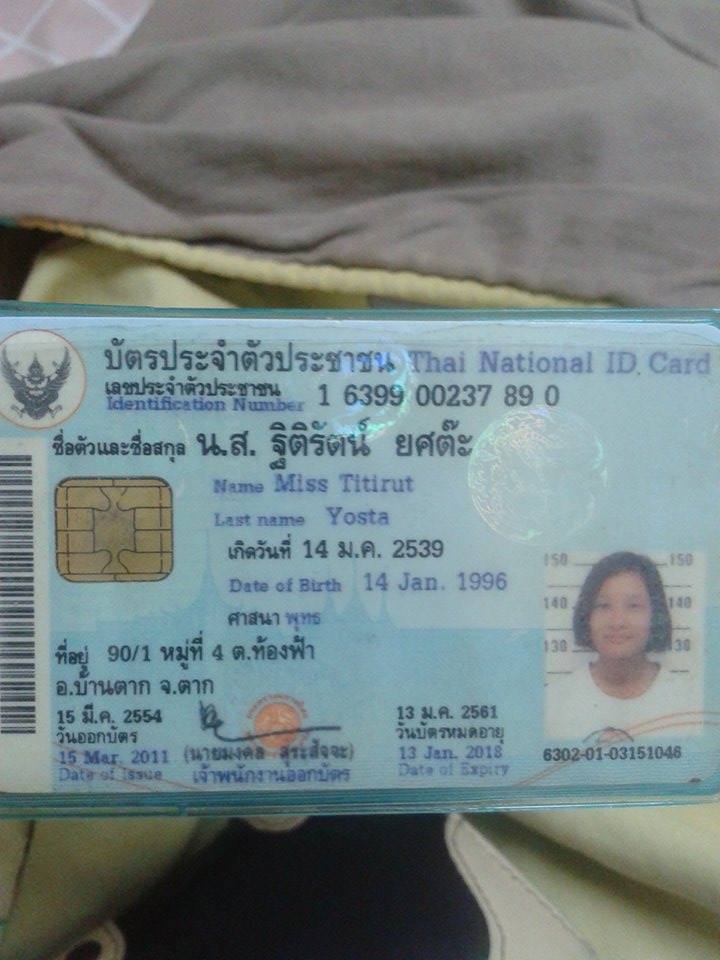 บัตรประจำตัวประชาชน Thai National ID Card
เลขประจำตัวประชาชน 1 6399 00237 89 0
Identification Number
ชื่อตัวและชื่อสกุล น.ส. ฐิติรัตน์ ยศต๊ะ
Name Miss Titirut
Last name Yosta
เกิดวันที่ 14 ม.ค. 2539
Date of Birth 14 Jan. 1996
ศาสนา พุทธ
ที่อยู่ 90/1 หมู่ที่ 4 ต.ท้องฟ้า
อ.บ้านตาก จ.ตาก
15 มี.ค. 2554
วันออกบัตร
15 Mar. 2011
Date of Issue
(นายมงคล สุระสัจจะ)
เจ้าพนักงานออกบัตร
13 ม.ค. 2561
วันบัตรหมดอายุ
13 Jan. 2018
Date of Expiry
150 150
140 140
130 130
6302-01-03151046